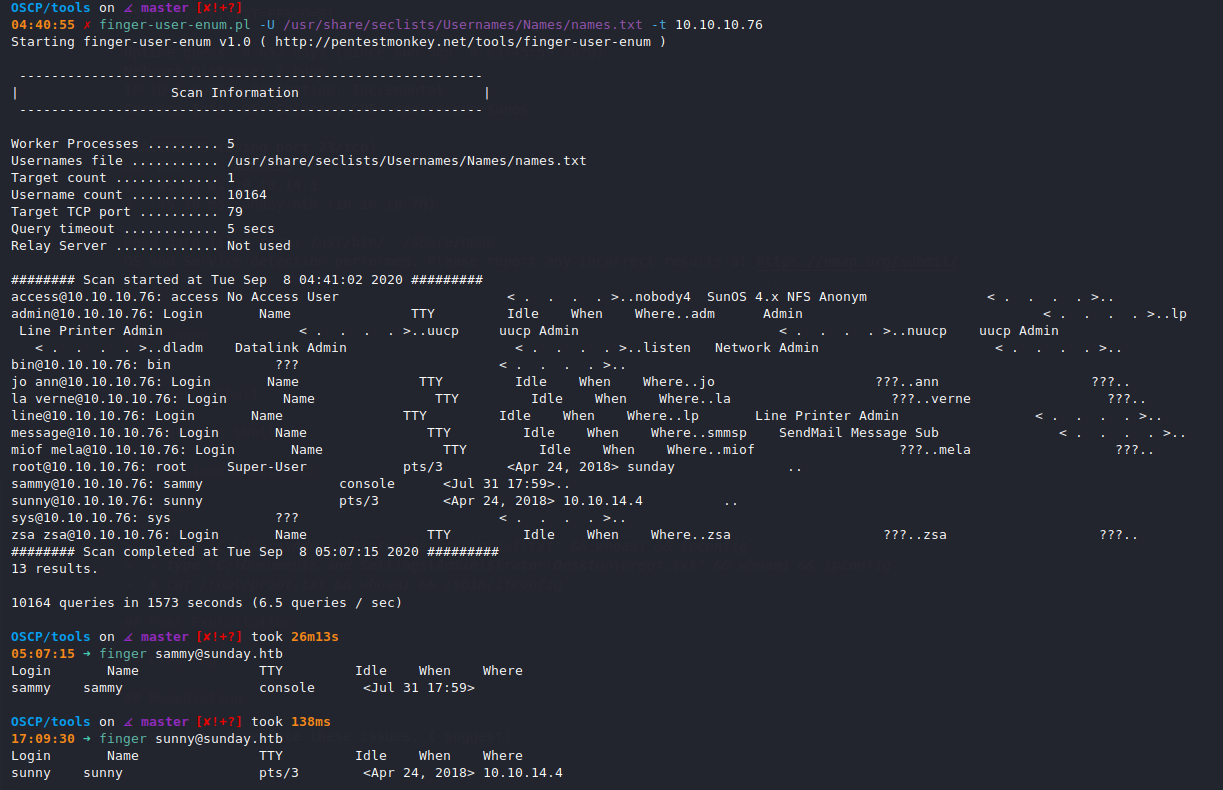 OSCP/tools on ∡ master [✘!+?]
04:40:55 ✗ finger-user-enum.pl -U /usr/share/seclists/Usernames/Names/names.txt -t 10.10.10.76
Starting finger-user-enum v1.0 ( http://pentestmonkey.net/tools/finger-user-enum )
----------------------------------------------------------
|                   Scan Information                       |
----------------------------------------------------------
Worker Processes ......... 5
Usernames file ........... /usr/share/seclists/Usernames/Names/names.txt
Target count ............. 1
Username count ........... 10164
Target TCP port .......... 79
Query timeout ............ 5 secs
Relay Server ............. Not used
######## Scan started at Tue Sep  8 04:41:02 2020 #########
access@10.10.10.76: access No Access User                     < .  .  .  . >..nobody4  SunOS 4.x NFS Anonym               < .  .  .  . >..
admin@10.10.10.76: Login       Name               TTY         Idle    When    Where..adm      Admin                              < .  .  .  . >..lp
Line Printer Admin                    < .  .  .  . >..uucp     uucp Admin                         < .  .  .  . >..nuucp    uucp Admin
< .  .  .  . >..dladm    Datalink Admin                     < .  .  .  . >..listen   Network Admin                      < .  .  .  . >..
bin@10.10.10.76: bin             ???                         < .  .  .  . >..
jo ann@10.10.10.76: Login       Name               TTY         Idle    When    Where..jo                    ???..ann                   ???..
la verne@10.10.10.76: Login       Name               TTY         Idle    When    Where..la                    ???..verne                 ???..
line@10.10.10.76: Login       Name               TTY         Idle    When    Where..lp       Line Printer Admin                 < .  .  .  . >..
message@10.10.10.76: Login       Name               TTY         Idle    When    Where..smmsp    SendMail Message Sub               < .  .  .  . >..
miof mela@10.10.10.76: Login       Name               TTY         Idle    When    Where..miof                  ???..mela                  ???..
root@10.10.10.76: root     Super-User            pts/3        <Apr 24, 2018> sunday              ..
sammy@10.10.10.76: sammy                 console      <Jul 31 17:59>..
sunny@10.10.10.76: sunny                 pts/3        <Apr 24, 2018> 10.10.14.4          ..
sys@10.10.10.76: sys             ???                         < .  .  .  . >..
zsa zsa@10.10.10.76: Login       Name               TTY         Idle    When    Where..zsa                   ???..zsa                   ???..
######## Scan completed at Tue Sep  8 05:07:15 2020 #########
13 results.
10164 queries in 1573 seconds (6.5 queries / sec)
OSCP/tools on ∡ master [✘!+?] took 26m13s
05:07:15 ➜ finger sammy@sunday.htb
Login       Name               TTY         Idle    When    Where
sammy    sammy                 console      <Jul 31 17:59>
OSCP/tools on ∡ master [✘!+?] took 138ms
17:09:30 ➜ finger sunny@sunday.htb
Login       Name               TTY         Idle    When    Where
sunny    sunny                 pts/3        <Apr 24, 2018> 10.10.14.4